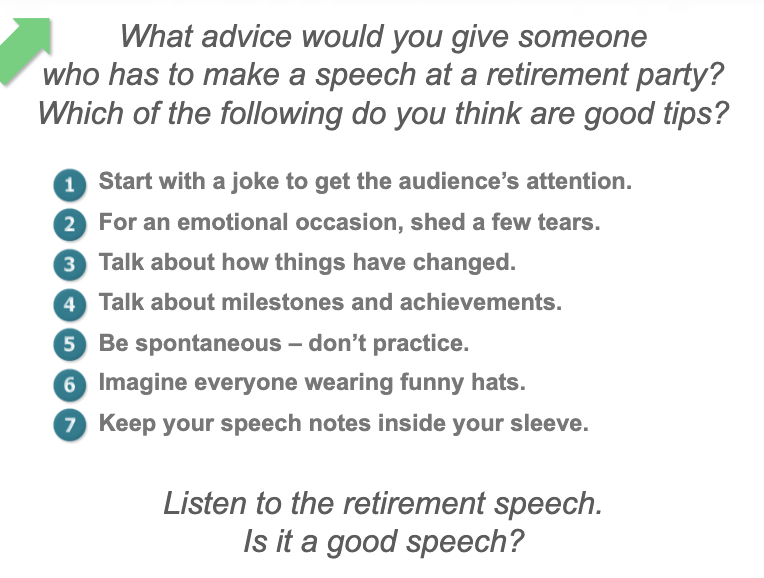 What advice would you give someone
who has to make a speech at a retirement party?
Which of the following do you think are good tips?
1 Start with a joke to get the audience’s attention.
2 For an emotional occasion, shed a few tears.
3 Talk about how things have changed.
4 Talk about milestones and achievements.
5 Be spontaneous – don’t practice.
6 Imagine everyone wearing funny hats.
7 Keep your speech notes inside your sleeve.
Listen to the retirement speech.
Is it a good speech?